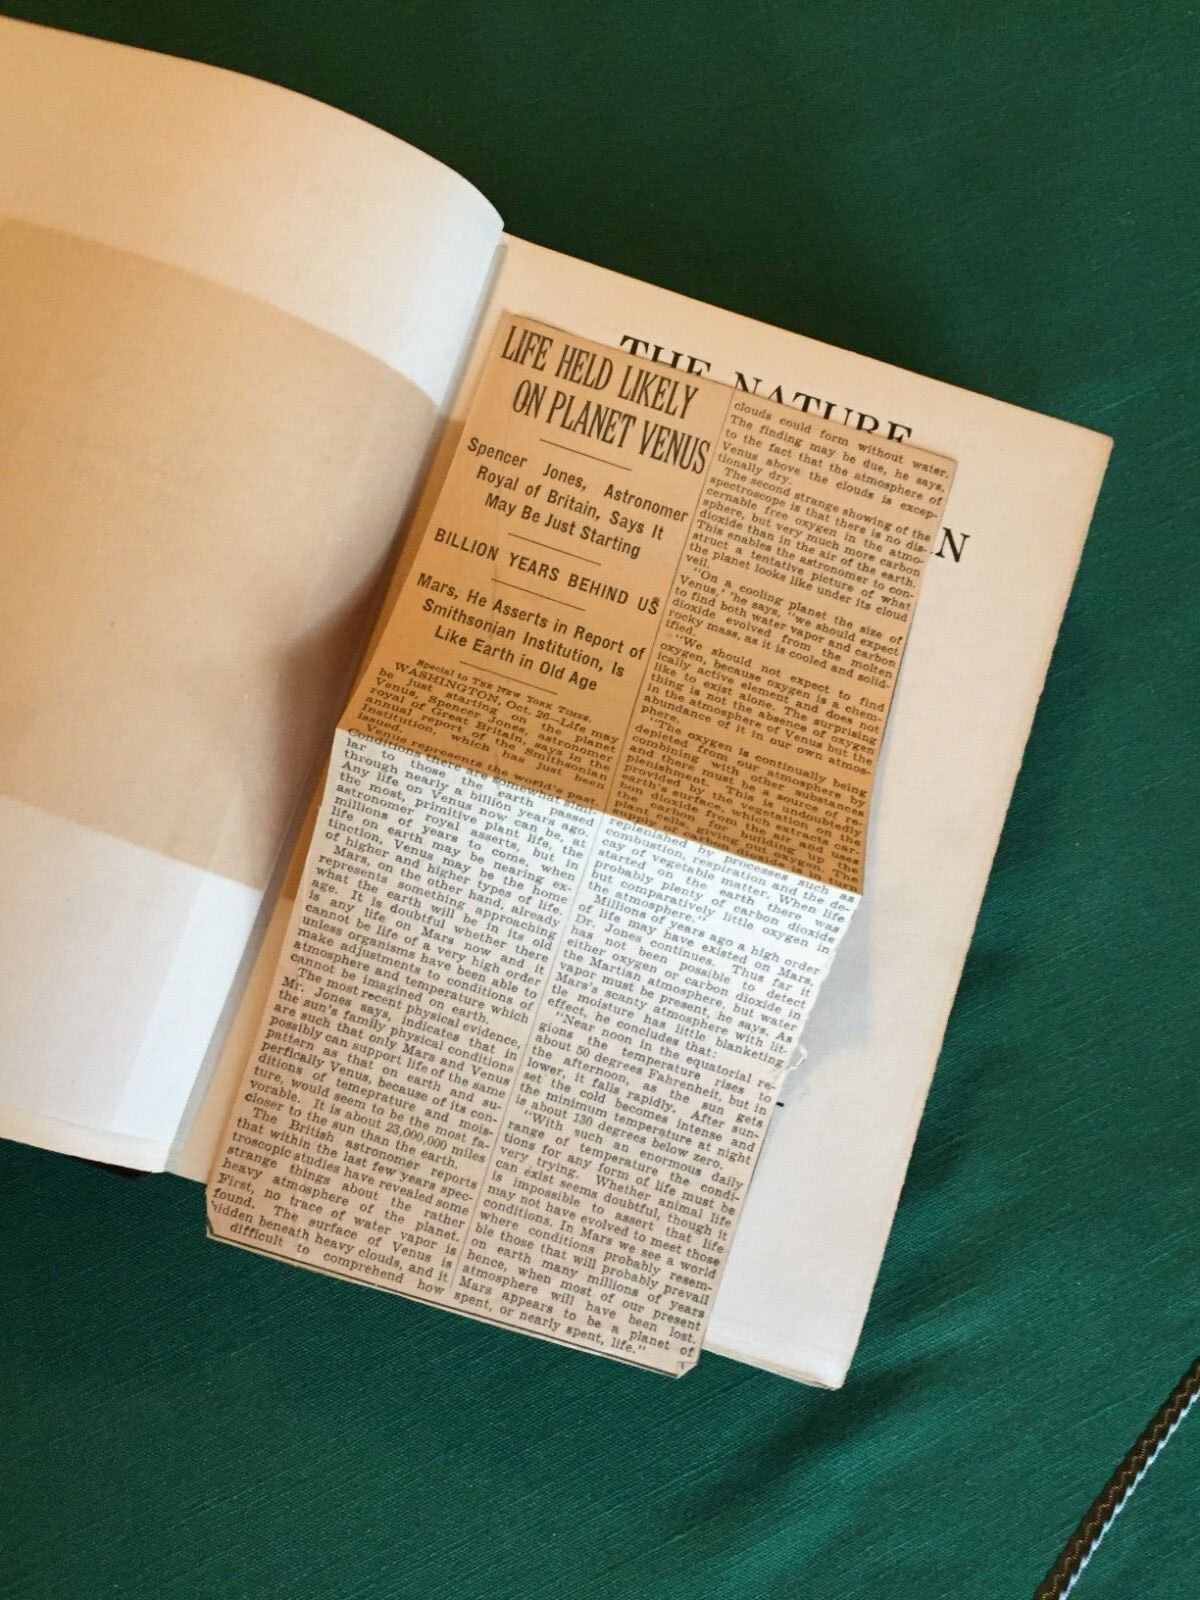 THE NATURE
N
LIFE HELD LIKELY
ON PLANET VENUS
Spencer Jones, Astronomer
Royal of Britain, Says It
May Be Just Starting
BILLION YEARS BEHIND US
Mars, He Asserts in Report of
Smithsonian Institution, Is
Like Earth in Old Age
Special to THE NEW YORK TIMES.
WASHINGTON, Oct. 26—Life may
be just starting on the planet
Venus, Spencer Jones, astronomer
royal of Great Britain, says in the
annual report of the Smithsonian
Institution, which has just been
issued.
Venus represents the world's past.
Conditions there are somewhat simi-
lar to those the earth passed
through nearly a billion years ago.
Any life on Venus now can be, at
the most, primitive plant life, the
astronomer royal asserts, but in
millions of years to come, when
life on earth may be nearing ex-
tinction, Venus may be the home
of higher and higher types of life.
Mars, on the other hand, already
represents something approaching
what the earth will be in its old
age. It is doubtful whether there
is any life on Mars now and it
cannot be life of a very high order
unless organisms have been able to
make adjustments to conditions of
atmosphere and temperature which
cannot be imagined on earth.
The most recent physical evidence,
Mr. Jones says, indicates that in
the sun's family physical conditions
are such that only Mars and Venus
possibly can support life of the same
pattern as that on earth and su-
perfically Venus, because of its con-
ditions of temeprature and mois-
ture, would seem to be the most fa-
vorable. It is about 23,000,000 miles
closer to the sun than the earth.
The British astronomer reports
that within the last few years spec-
troscopic studies have revealed some
strange things about the rather
heavy atmosphere of the planet.
First, no trace of water vapor is
found. The surface of Venus is
hidden beneath heavy clouds, and it
difficult to comprehend how
clouds could form without water.
The finding may be due, he says,
to the fact that the atmosphere of
Venus above the clouds is excep-
tionally dry.
The second strange showing of the
spectroscope is that there is no dis-
cernable free oxygen in the atmo-
sphere, but very much more carbon
dioxide than in the air of the earth.
This enables the astronomer to con-
struct a tentative picture of what
the planet looks like under its cloud
veil.
"On a cooling planet the size of
Venus,' he says, "we should expect
to find both water vapor and carbon
dioxide evolved from the molten
rocky mass, as it is cooled and solid-
ified.
"We should not expect to find
oxygen, because oxygen is a chem-
ically active element and does not
like to exist alone. The surprising
thing is not the absence of oxygen
in the atmosphere of Venus but the
abundance of it in our own atmos-
phere.
"The oxygen is continually being
depleted from our atmosphere by
combining with other substances
and there must be a source of re-
plenishment. This is undoubtedly
provided by the vegetation on the
earth's surface, which extracts car-
bon dioxide from the air and uses
the carbon for building up the
plant cells, giving out oxygen. The
supply of carbon dioxide is in turn
replenished by processes such as
combustion, respiration and the de-
cay of vegetable matter. When life
started on the earth there was
probably plenty of carbon dioxide
but comparatively little oxygen in
the atmosphere."
Millions of years ago a high order
of life may have existed on Mars,
Dr. Jones continues. Thus far it
has not been possible to detect
either oxygen or carbon dioxide in
the Martian atmosphere, but water
vapor must be present, he says. As
Mars's scanty atmosphere with lit-
tle moisture has little blanketing
effect, he concludes that:
"Near noon in the equatorial re-
gions the temperature rises to
about 50 degrees Fahrenheit, but in
the afternoon, as the sun gets
lower, it falls rapidly. After sun-
set the cold becomes intense and
the minimum temperature at night
is about 130 degrees below zero.
"With such an enormous daily
range of temperature the condi-
tions for any form of life must be
very trying. Whether animal life
can exist seems doubtful, though it
is impossible to assert that life
may not have evolved to meet those
conditions. In Mars we see a world
where conditions probably resem-
ble those that will probably prevail
on earth many millions of years
hence, when most of our present
atmosphere will have been lost.
Mars appears to be a planet of
spent, or nearly spent, life."